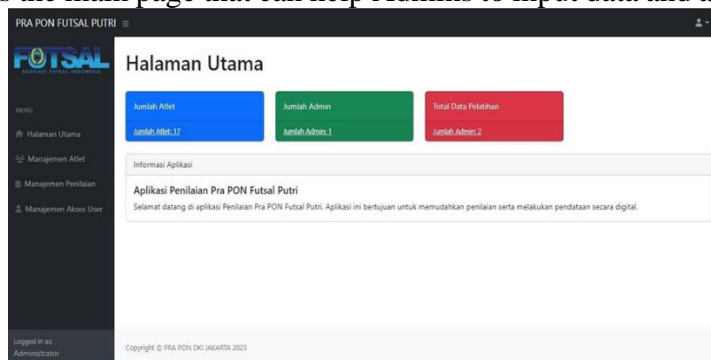 s the main page that can help Admins to input data and a
PRA PON FUTSAL PUTRI
FUTSAL
ASOSIASI FUTSAL INDONESIA
Halaman Utama
Jumlah Atlet
Jumlah Admin
Total Data Pelatihan
Jumlah Atlet: 17
Jumlah Admin: 1
Jumlah Admin: 2
MENU
Halaman Utama
Manajemen Atlet
Manajemen Penilaian
Manajemen Akses User
Informasi Aplikasi
Aplikasi Penilaian Pra PON Futsal Putri
Selamat datang di aplikasi Penilaian Pra PON Futsal Putri. Aplikasi ini bertujuan untuk memudahkan penilaian serta melakukan pendataan secara digital.
Logged in as:
Administrator
Copyright © PRA PON DKI JAKARTA 2023